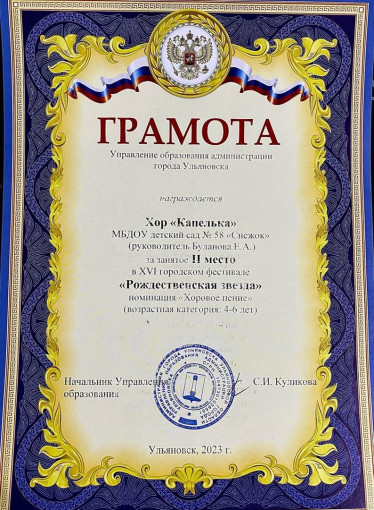 ГРАМОТА
Управление образования администрации
города Ульяновска
награждается
Хор «Капелька»
МБДОУ детский сад № 58 «Снежок»
(руководитель Буланова Е.А.)
за занятое II место
в XVI городском фестивале
«Рождественская звезда»
номинация «Хоровое пение»
(возрастная категория: 4-6 лет)
Начальник Управления
образования
С.И. Куликова
Ульяновск, 2023 г.